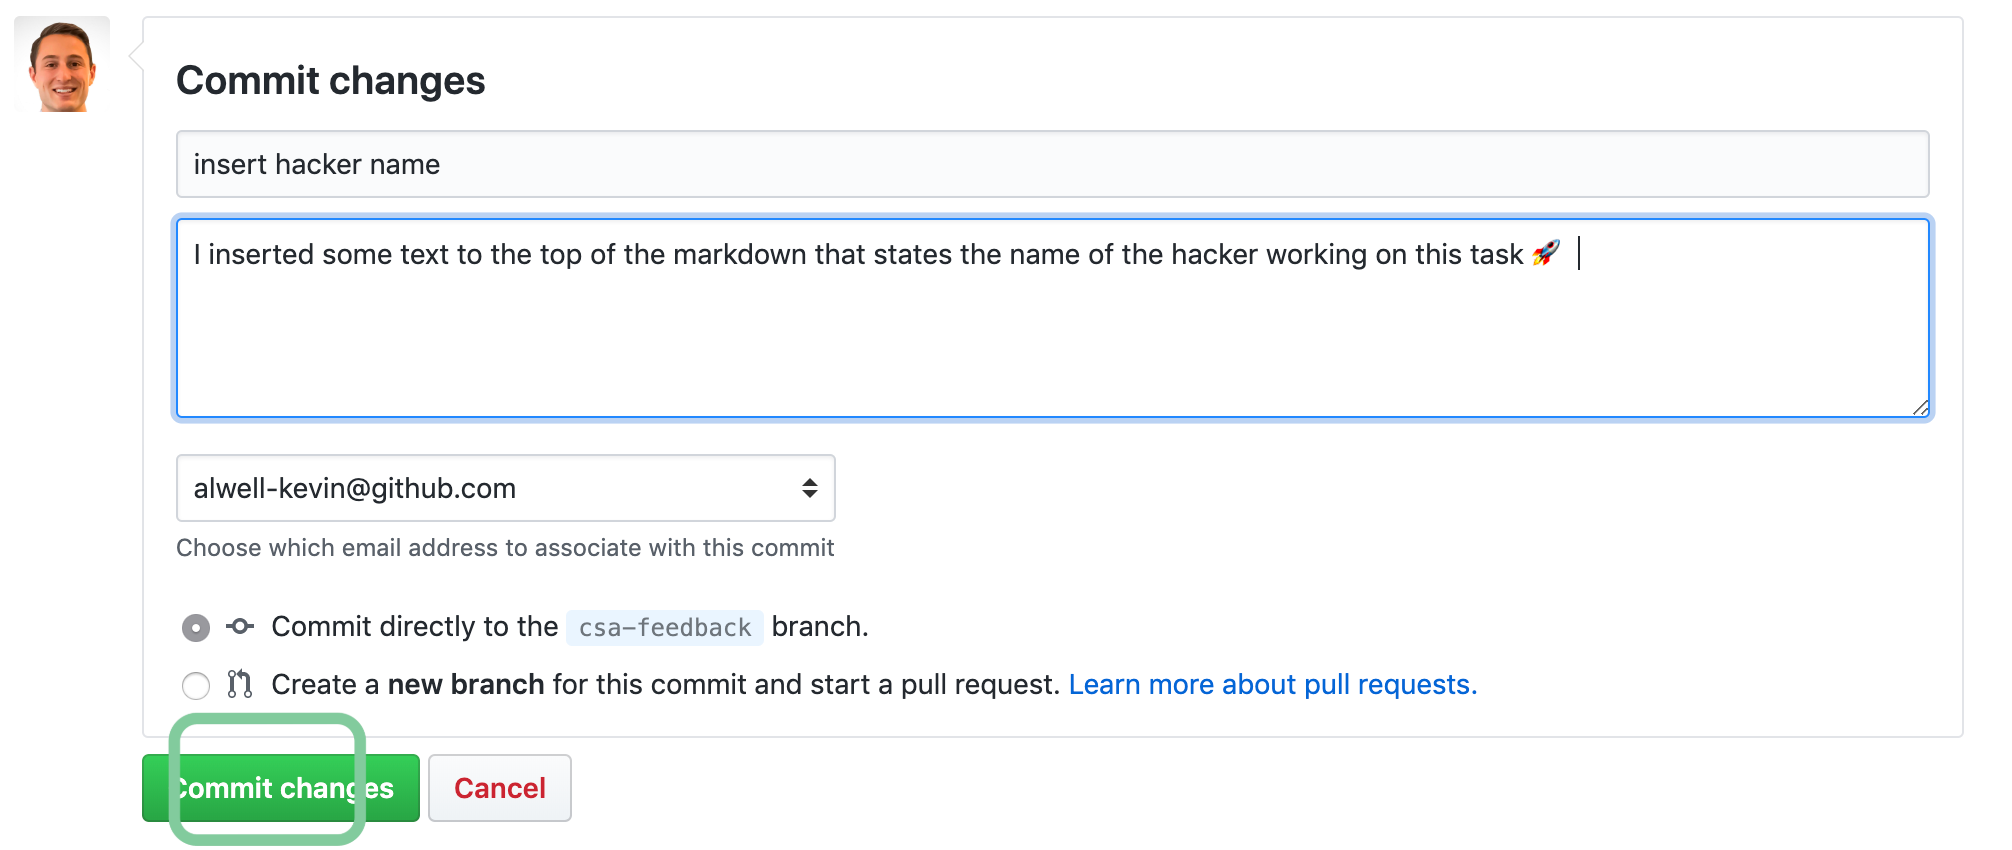 Commit changes
insert hacker name
I inserted some text to the top of the markdown that states the name of the hacker working on this task 🚀
alwell-kevin@github.com
Choose which email address to associate with this commit
Commit directly to the csa-feedback branch.
Create a new branch for this commit and start a pull request. Learn more about pull requests.
Commit changes Cancel